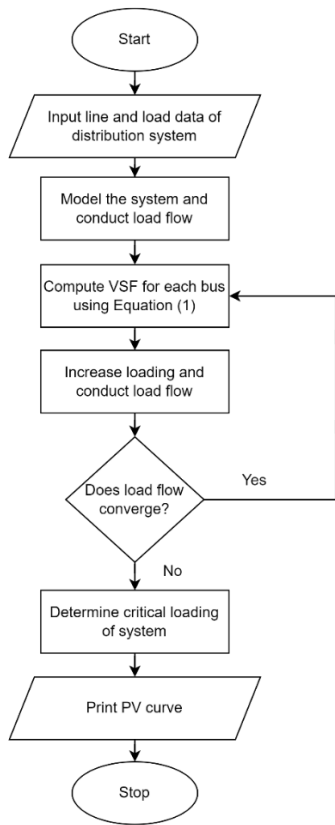 Start
Input line and load data of
distribution system
Model the system and
conduct load flow
Compute VSF for each bus
using Equation (1)
Increase loading and
conduct load flow
Does load flow
converge?
Yes
No
Determine critical loading
of system
Print PV curve
Stop